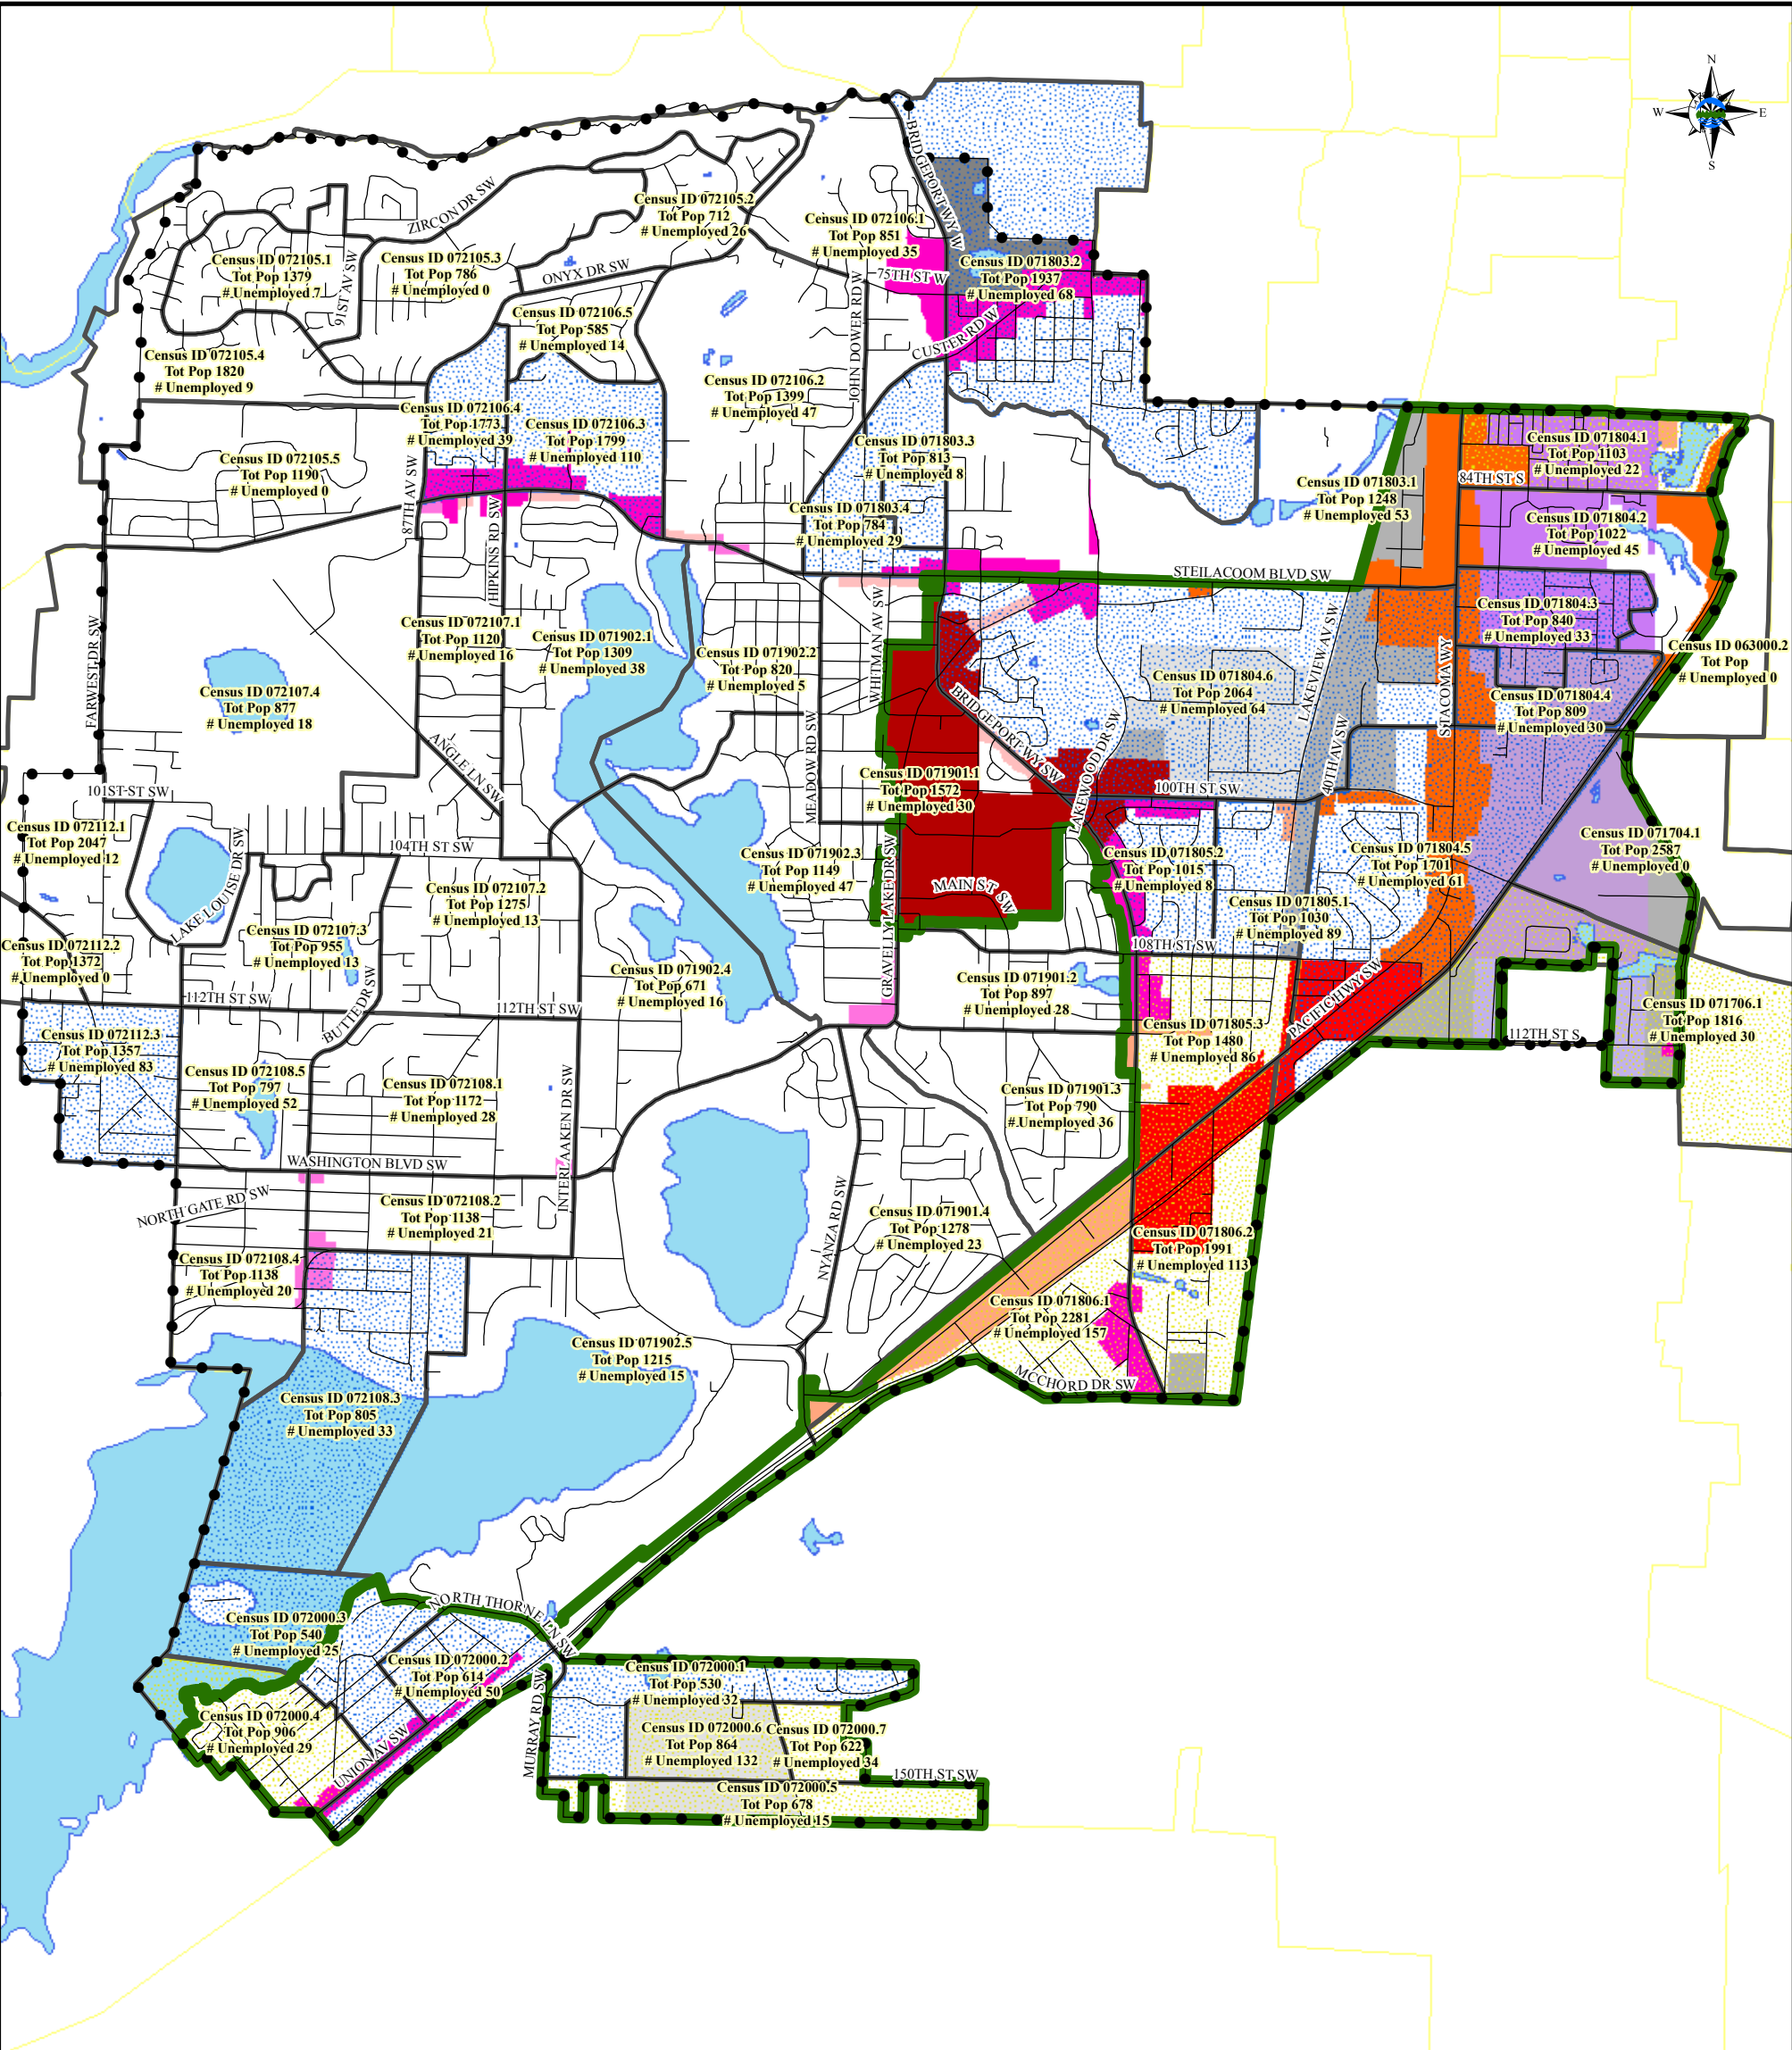 N
W
E
S
BRIDGEPORT WY W
ZIRCON DR SW
Census ID 072105.2
Tot Pop 712
# Unemployed 26
Census ID 072106.1
Tot Pop 851
# Unemployed 35
Census ID 072105.1
Tot Pop 1379
# Unemployed 7
91ST AV SW
Census ID 072105.3
Tot Pop 786
# Unemployed 0
ONYX DR SW
75TH ST W
Census ID 071803.2
Tot Pop 1937
# Unemployed 68
JOHN DOWER RD W
CUSTER RD W
Census ID 072106.5
Tot Pop 585
# Unemployed 14
Census ID 072105.4
Tot Pop 1820
# Unemployed 9
Census ID 072106.2
Tot Pop 1399
# Unemployed 47
Census ID 072106.4
Tot Pop 1773
# Unemployed 39
Census ID 072106.3
Tot Pop 1799
# Unemployed 110
Census ID 071803.3
Tot Pop 813
# Unemployed 8
Census ID 071804.1
Tot Pop 1103
# Unemployed 22
84TH ST S
Census ID 072105.5
Tot Pop 1190
# Unemployed 0
87TH AV SW
HIPKINS RD SW
Census ID 071803.4
Tot Pop 784
# Unemployed 29
Census ID 071803.1
Tot Pop 1248
# Unemployed 53
Census ID 071804.2
Tot Pop 1022
# Unemployed 45
STEILACOOM BLVD SW
Census ID 071804.3
Tot Pop 840
# Unemployed 33
FARWEST DR SW
Census ID 072107.1
Tot Pop 1120
# Unemployed 16
Census ID 071902.1
Tot Pop 1309
# Unemployed 38
Census ID 071902.2
Tot Pop 820
# Unemployed 5
WHITMAN AV SW
LAKEVIEW AV SW
S TACOMA WY
Census ID 063000.2
Tot Pop
# Unemployed 0
Census ID 072107.4
Tot Pop 877
# Unemployed 18
Census ID 071804.6
Tot Pop 2064
# Unemployed 64
Census ID 071804.4
Tot Pop 809
# Unemployed 30
BRIDGEPORT WY SW
LAKEWOOD DR SW
40TH AV SW
ANGLE LN SW
MEADOW RD SW
101ST ST SW
Census ID 071901.1
Tot Pop 1572
# Unemployed 30
100TH ST SW
Census ID 072112.1
Tot Pop 2047
# Unemployed 12
LAKE LOUISE DR SW
104TH ST SW
Census ID 071902.3
Tot Pop 1149
# Unemployed 47
GRAVELLY LAKE DR SW
MAIN ST SW
Census ID 071805.2
Tot Pop 1015
# Unemployed 8
Census ID 071804.5
Tot Pop 1701
# Unemployed 61
Census ID 071704.1
Tot Pop 2587
# Unemployed 0
Census ID 072107.2
Tot Pop 1275
# Unemployed 13
Census ID 071805.1
Tot Pop 1030
# Unemployed 89
Census ID 072107.3
Tot Pop 955
# Unemployed 13
Census ID 072112.2
Tot Pop 1372
# Unemployed 0
108TH ST SW
Census ID 071902.4
Tot Pop 671
# Unemployed 16
Census ID 071901.2
Tot Pop 897
# Unemployed 28
PACIFIC HWY SW
112TH ST SW
BUTTE DR SW
112TH ST SW
Census ID 071706.1
Tot Pop 1816
# Unemployed 30
112TH ST S
Census ID 072112.3
Tot Pop 1357
# Unemployed 83
Census ID 071805.3
Tot Pop 1480
# Unemployed 86
Census ID 072108.5
Tot Pop 797
# Unemployed 52
Census ID 072108.1
Tot Pop 1172
# Unemployed 28
INTERLAAKEN DR SW
Census ID 071901.3
Tot Pop 790
# Unemployed 36
WASHINGTON BLVD SW
NORTH GATE RD SW
Census ID 072108.2
Tot Pop 1138
# Unemployed 21
NYANZA RD SW
Census ID 071901.4
Tot Pop 1278
# Unemployed 23
Census ID 071806.2
Tot Pop 1991
# Unemployed 113
Census ID 072108.4
Tot Pop 1138
# Unemployed 20
Census ID 071806.1
Tot Pop 2281
# Unemployed 157
Census ID 071902.5
Tot Pop 1215
# Unemployed 15
MCCHORD DR SW
Census ID 072108.3
Tot Pop 805
# Unemployed 33
NORTH THORNE LN SW
Census ID 072000.3
Tot Pop 540
# Unemployed 25
Census ID 072000.2
Tot Pop 614
# Unemployed 50
Census ID 072000.1
Tot Pop 530
# Unemployed 32
MURRAY RD SW
Census ID 072000.4
Tot Pop 906
# Unemployed 29
UNION AV SW
Census ID 072000.6
Tot Pop 864
# Unemployed 132
Census ID 072000.7
Tot Pop 622
# Unemployed 34
150TH ST SW
Census ID 072000.5
Tot Pop 678
# Unemployed 15